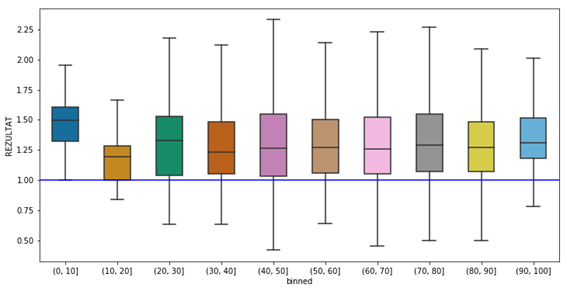 2.25
2.00
1.75
1.50
1.25
1.00
0.75
0.50
REZULTAT
(0, 10] (10, 20] (20, 30] (30, 40] (40, 50] (50, 60] (60, 70] (70, 80] (80, 90] (90, 100]
binned